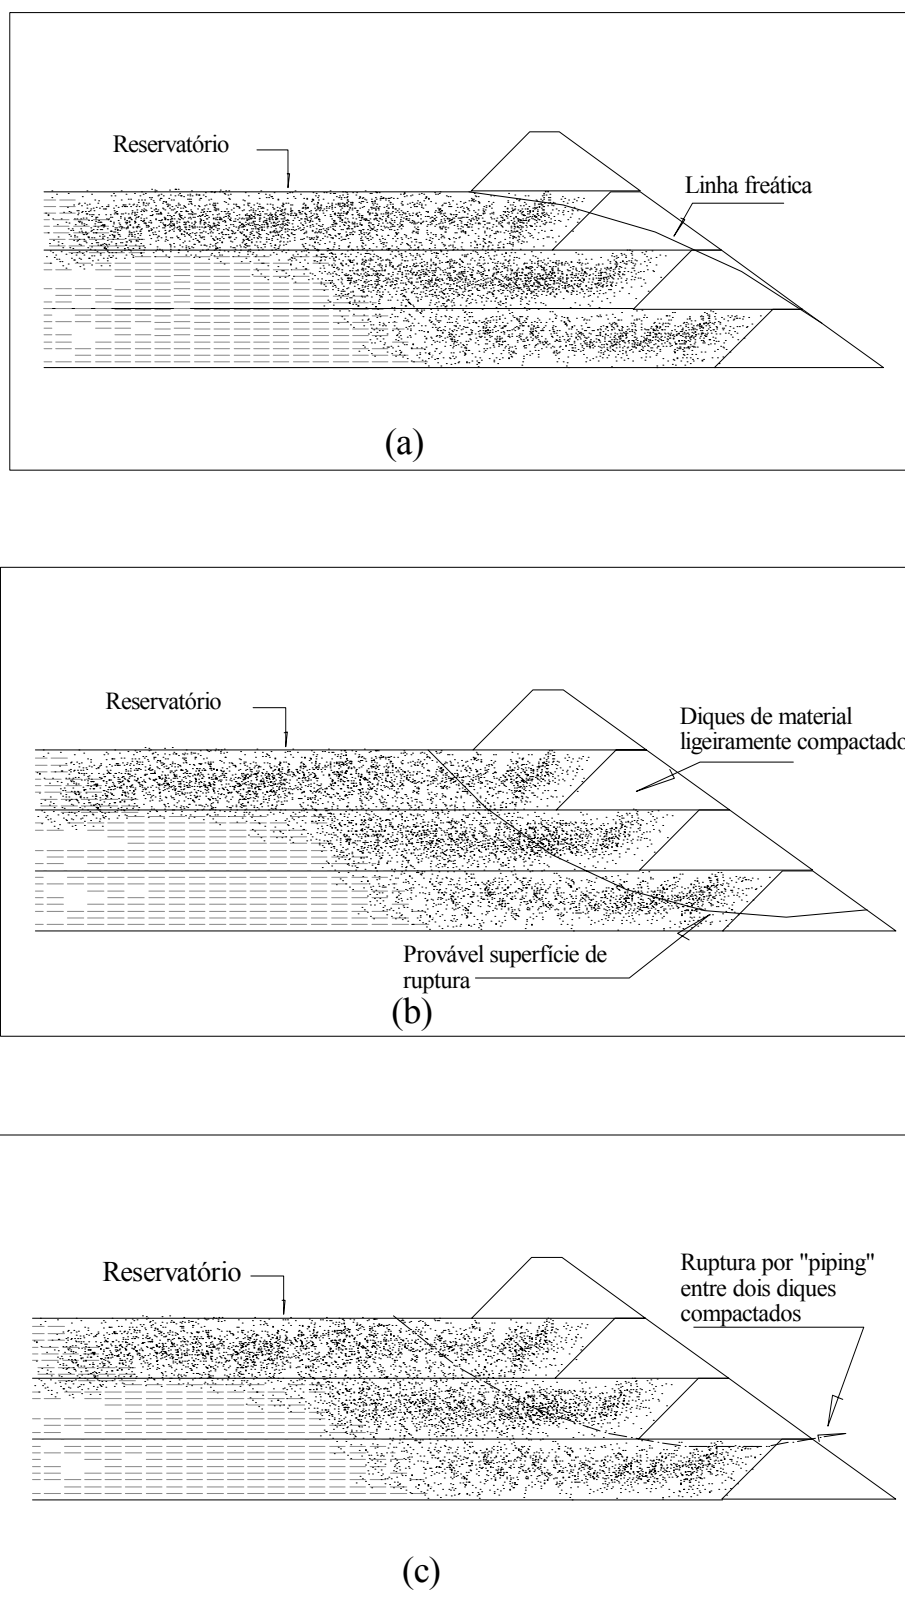 Reservatório
Linha freática
(a)
Reservatório
Diques de material
ligeiramente compactado
Provável superfície de
ruptura
(b)
Reservatório
Ruptura por "piping"
entre dois diques
compactados
(c)